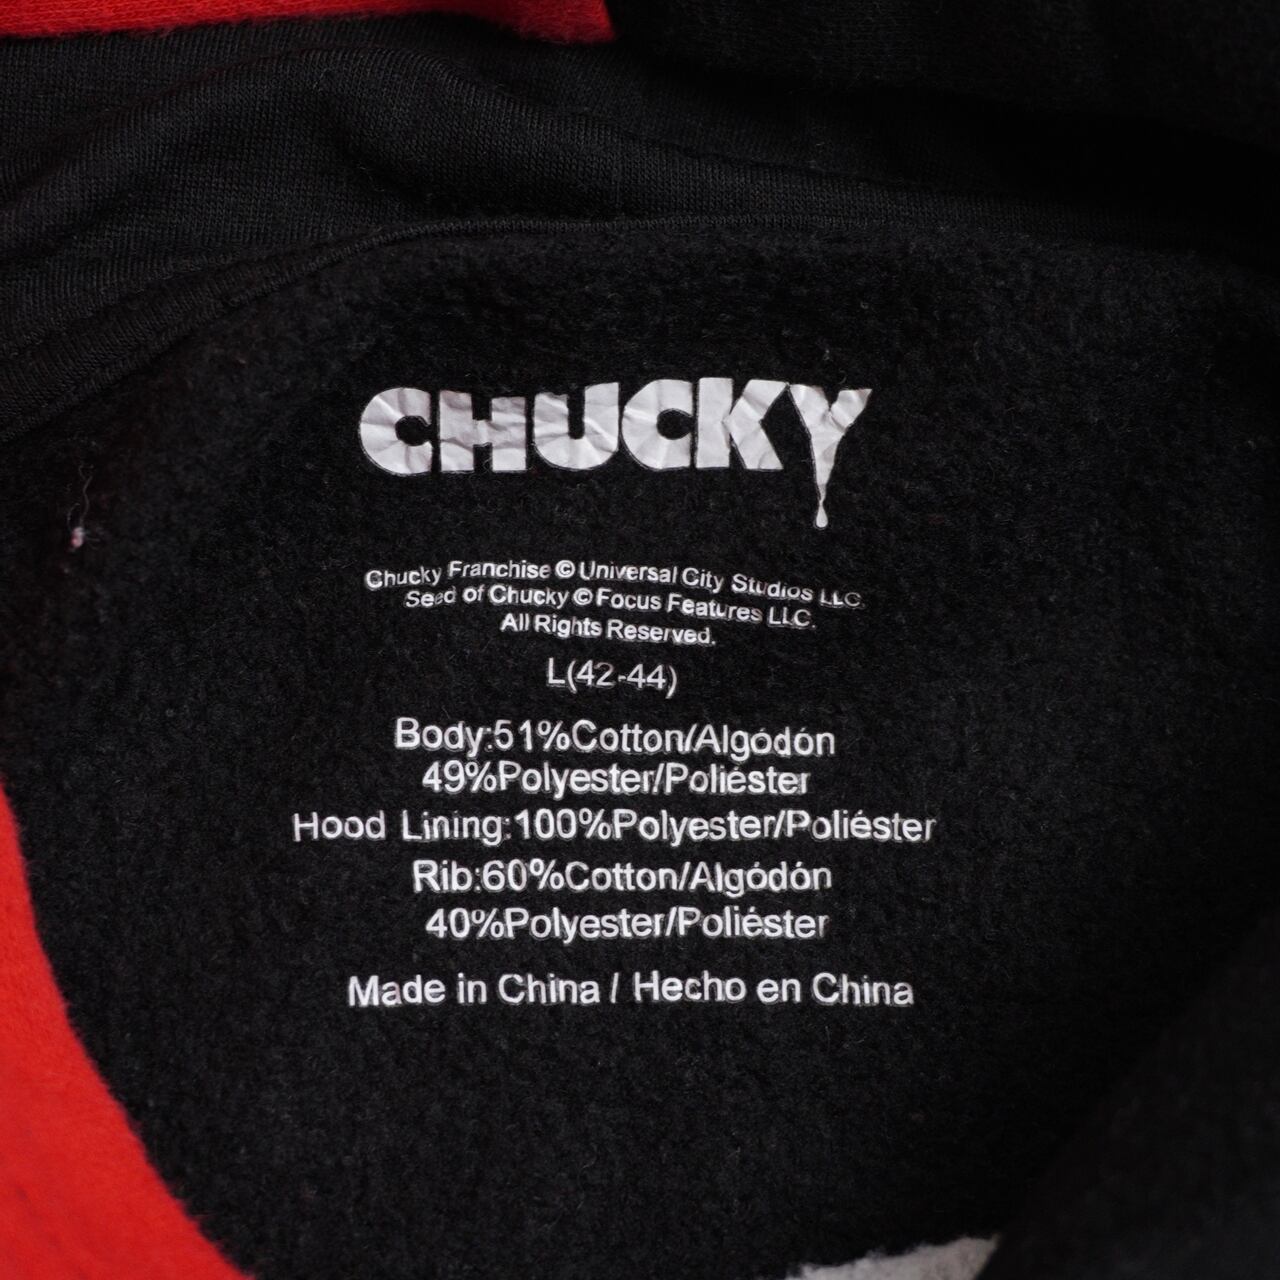 CHUCKY
Chucky Franchise © Universal City Studios LLC.
Seed of Chucky © Focus Features LLC.
All Rights Reserved.
L(42-44)
Body:51%Cotton/Algódón
49%Polyester/Poliéster
Hood Lining:100%Polyester/Poliéster
Rib:60%Cotton/Algódón
40%Polyester/Poliéster
Made in China / Hecho en China